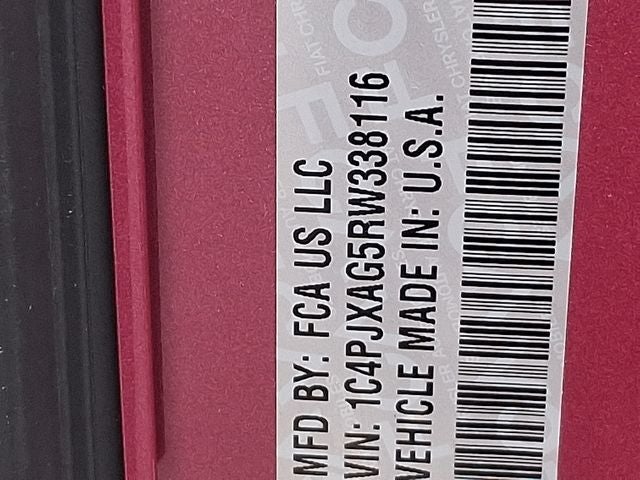 MFD BY: FCA US LLC
VIN: 1C4PJXAG5RW338116
VEHICLE MADE IN: U.S.A.